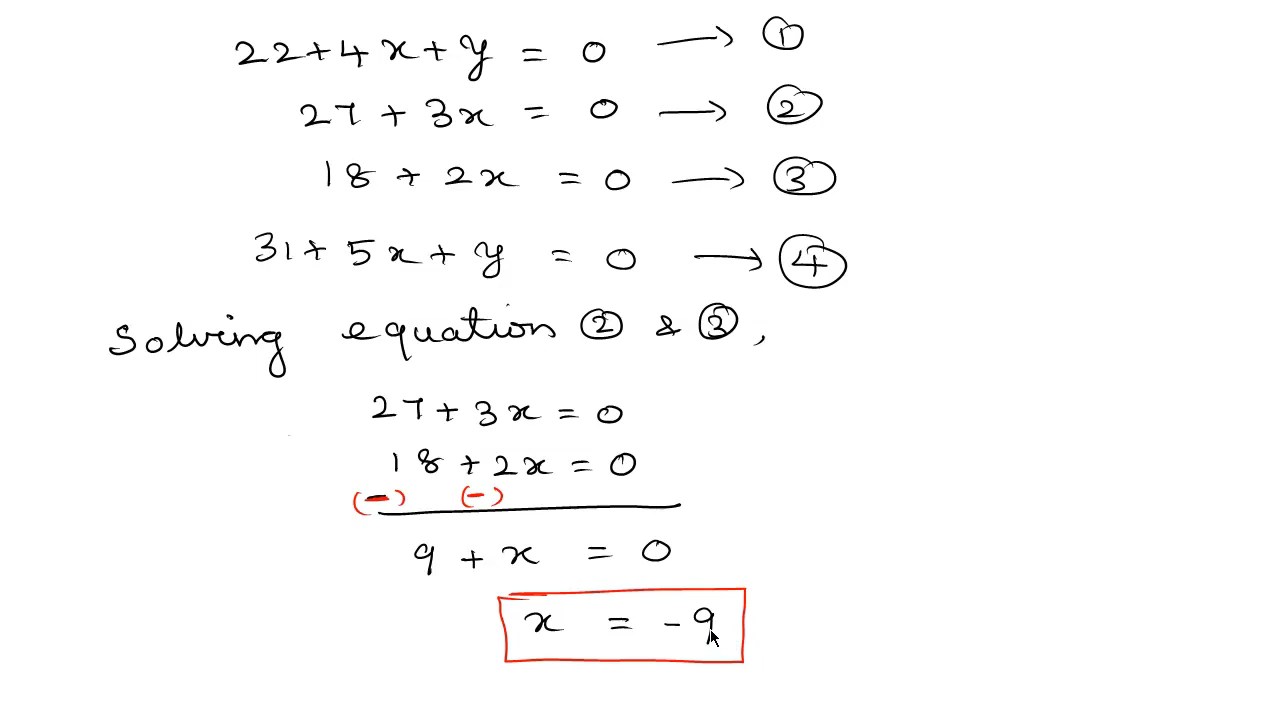 22+4x+y = 0 → ①
27 + 3x = 0 → ②
18 + 2x = 0 → ③
31+ 5x + y = 0 → ④
Solving equation ② & ③,
27 + 3x = 0
18 + 2x = 0
(-) (-)
9 + x = 0
x = -9